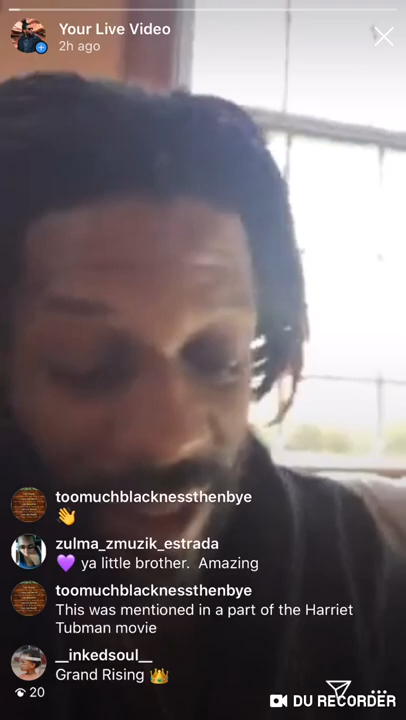 Your Live Video
2h ago
toomuchblacknessthenbye
👋
zulma_zmuzik_estrada
💜 ya little brother. Amazing
toomuchblacknessthenbye
This was mentioned in a part of the Harriet
Tubman movie
__inkedsoul__
Grand Rising 👑
20
DU RECORDER